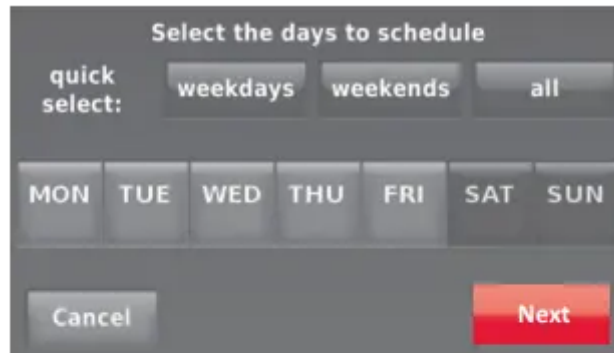 Select the days to schedule
quick select: weekdays weekends all
MON TUE WED THU FRI SAT SUN
Cancel Next